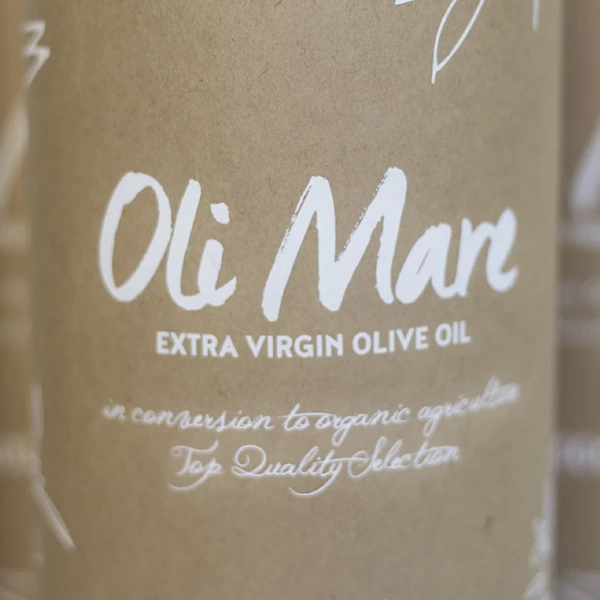 Oli Mare
EXTRA VIRGIN OLIVE OIL
in conversion to organic agriculture
Top Quality Selection